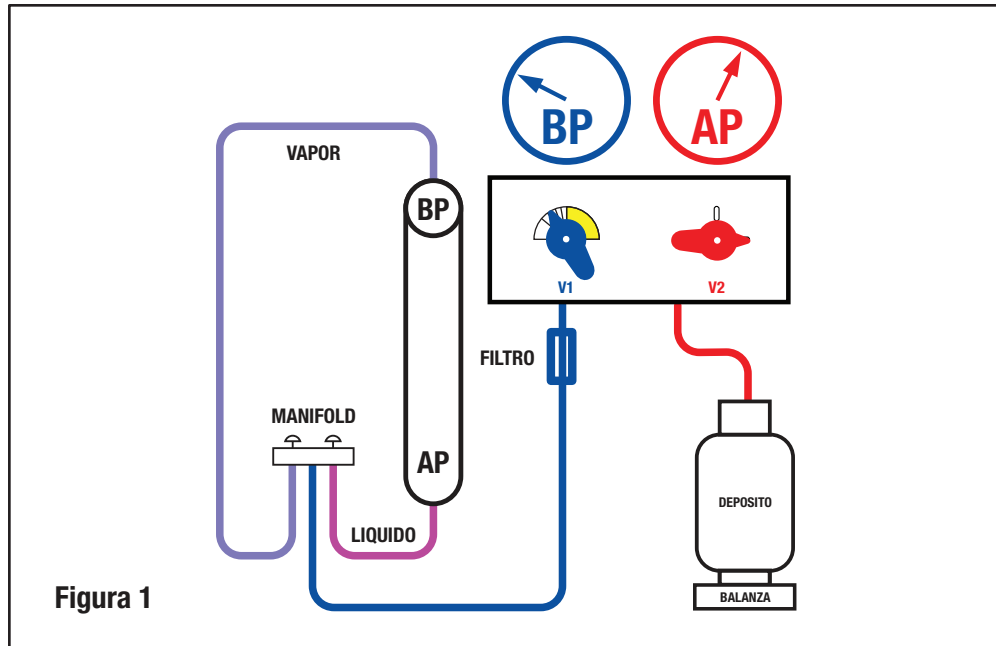 BP
AP
VAPOR
BP
V1
V2
FILTRO
MANIFOLD
AP
LIQUIDO
DEPOSITO
BALANZA
Figura 1